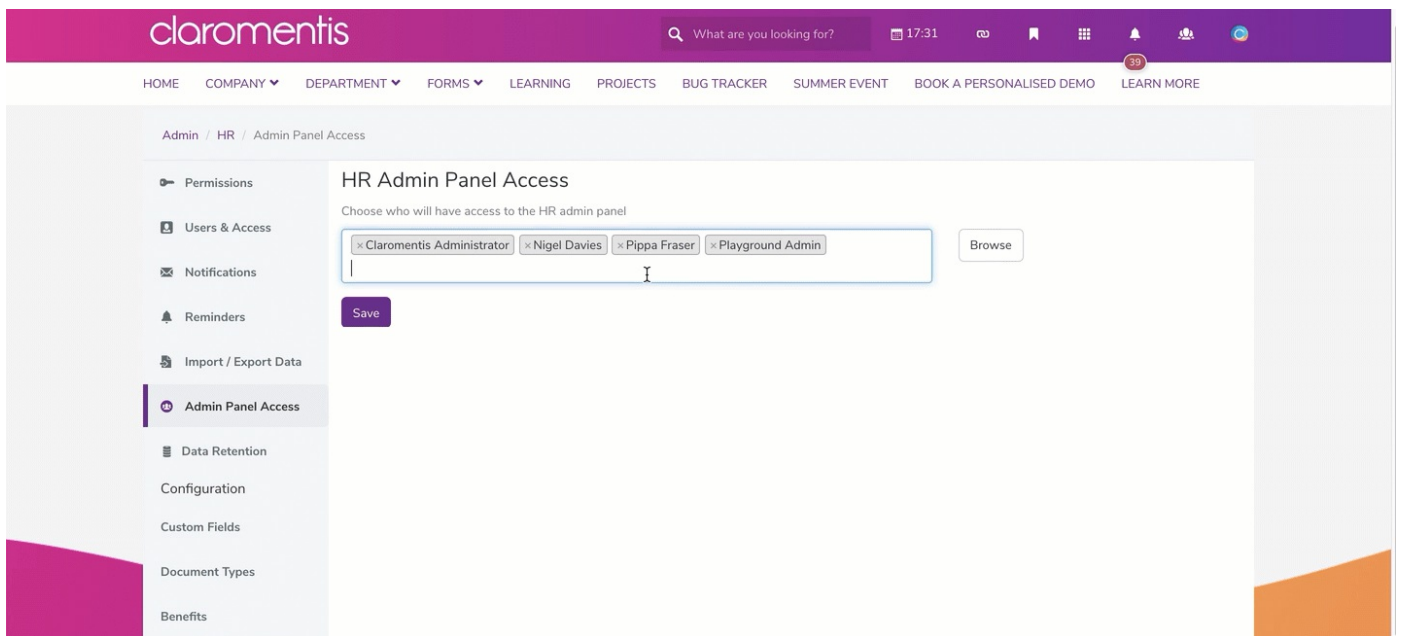 claromentis
What are you looking for?
17:31
39
HOME COMPANY DEPARTMENT FORMS LEARNING PROJECTS BUG TRACKER SUMMER EVENT BOOK A PERSONALISED DEMO LEARN MORE
Admin / HR / Admin Panel Access
Permissions
Users & Access
Notifications
Reminders
Import / Export Data
Admin Panel Access
Data Retention
Configuration
Custom Fields
Document Types
Benefits
HR Admin Panel Access
Choose who will have access to the HR admin panel
×Claromentis Administrator ×Nigel Davies ×Pippa Fraser ×Playground Admin
Browse
Save